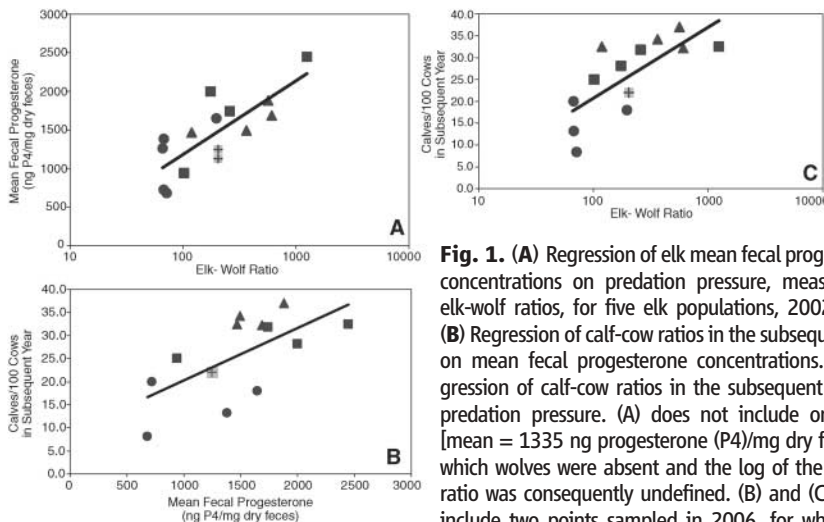 3000
2500
2000
1500
1000
500
0
Mean Fecal Progesterone
(ng P4/mg dry feces)
10
100
1000
10000
Elk- Wolf Ratio
A
40.0
35.0
30.0
25.0
20.0
15.0
10.0
5.0
0.0
Calves/100 Cows
in Subsequent Year
10
100
1000
10000
Elk-Wolf Ratio
C
40.0
35.0
30.0
25.0
20.0
15.0
10.0
5.0
0.0
Calves/100 Cows
in Subsequent Year
0
500
1000
1500
2000
2500
3000
Mean Fecal Progesterone
(ng P4/mg dry feces)
B
Fig. 1. (A) Regression of elk mean fecal prog
concentrations on predation pressure, meas
elk-wolf ratios, for five elk populations, 2002
(B) Regression of calf-cow ratios in the subsequ
on mean fecal progesterone concentrations.
gression of calf-cow ratios in the subsequent
predation pressure. (A) does not include on
[mean = 1335 ng progesterone (P4)/mg dry f
which wolves were absent and the log of the
ratio was consequently undefined. (B) and (C
include two points sampled in 2006, for wh